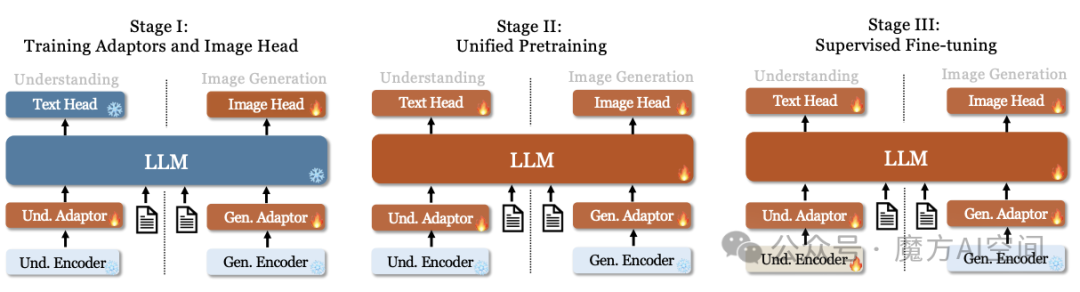 Stage I:
Training Adaptors and Image Head
Understanding
Image Generation
Text Head
Image Head
LLM
Und. Adaptor
Gen. Adaptor
Und. Encoder
Gen. Encoder
Stage II:
Unified Pretraining
Understanding
Image Generation
Text Head
Image Head
LLM
Und. Adaptor
Gen. Adaptor
Und. Encoder
Gen. Encoder
Stage III:
Supervised Fine-tuning
Understanding
Image Generation
Text Head
Image Head
LLM
Und. Adaptor
Gen. Adaptor
Und. Encoder
Gen. Encoder
公众号 · 魔方AI空间